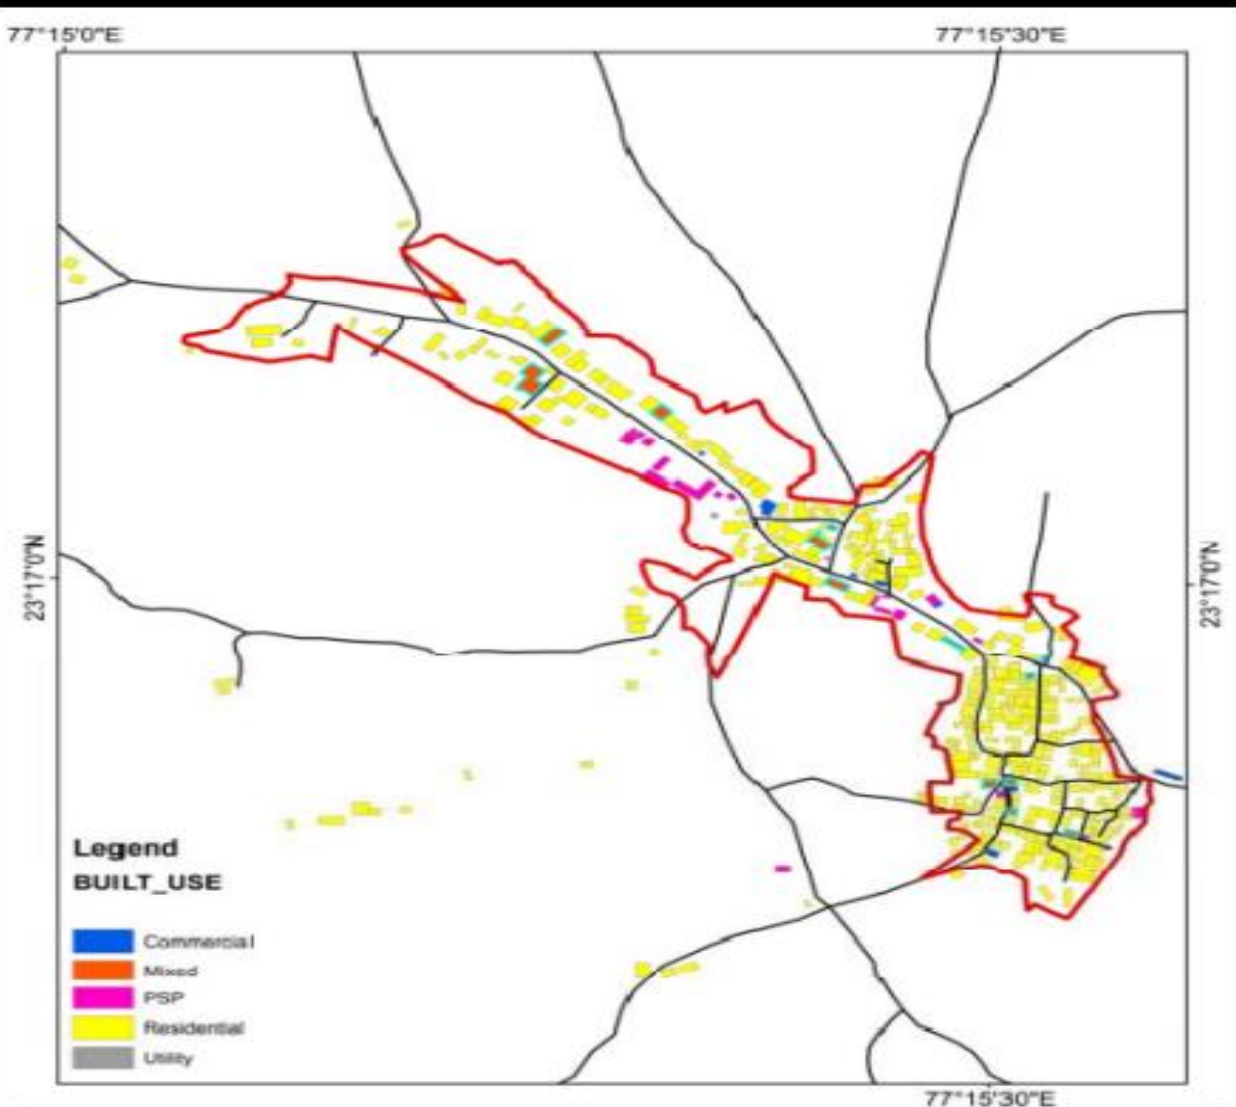 77°15'0"E
77°15'30"E
23°17'0"N
23°17'0"N
Legend
BUILT_USE
Commercial
Mixed
PSP
Residential
Utility
77°15'30"E